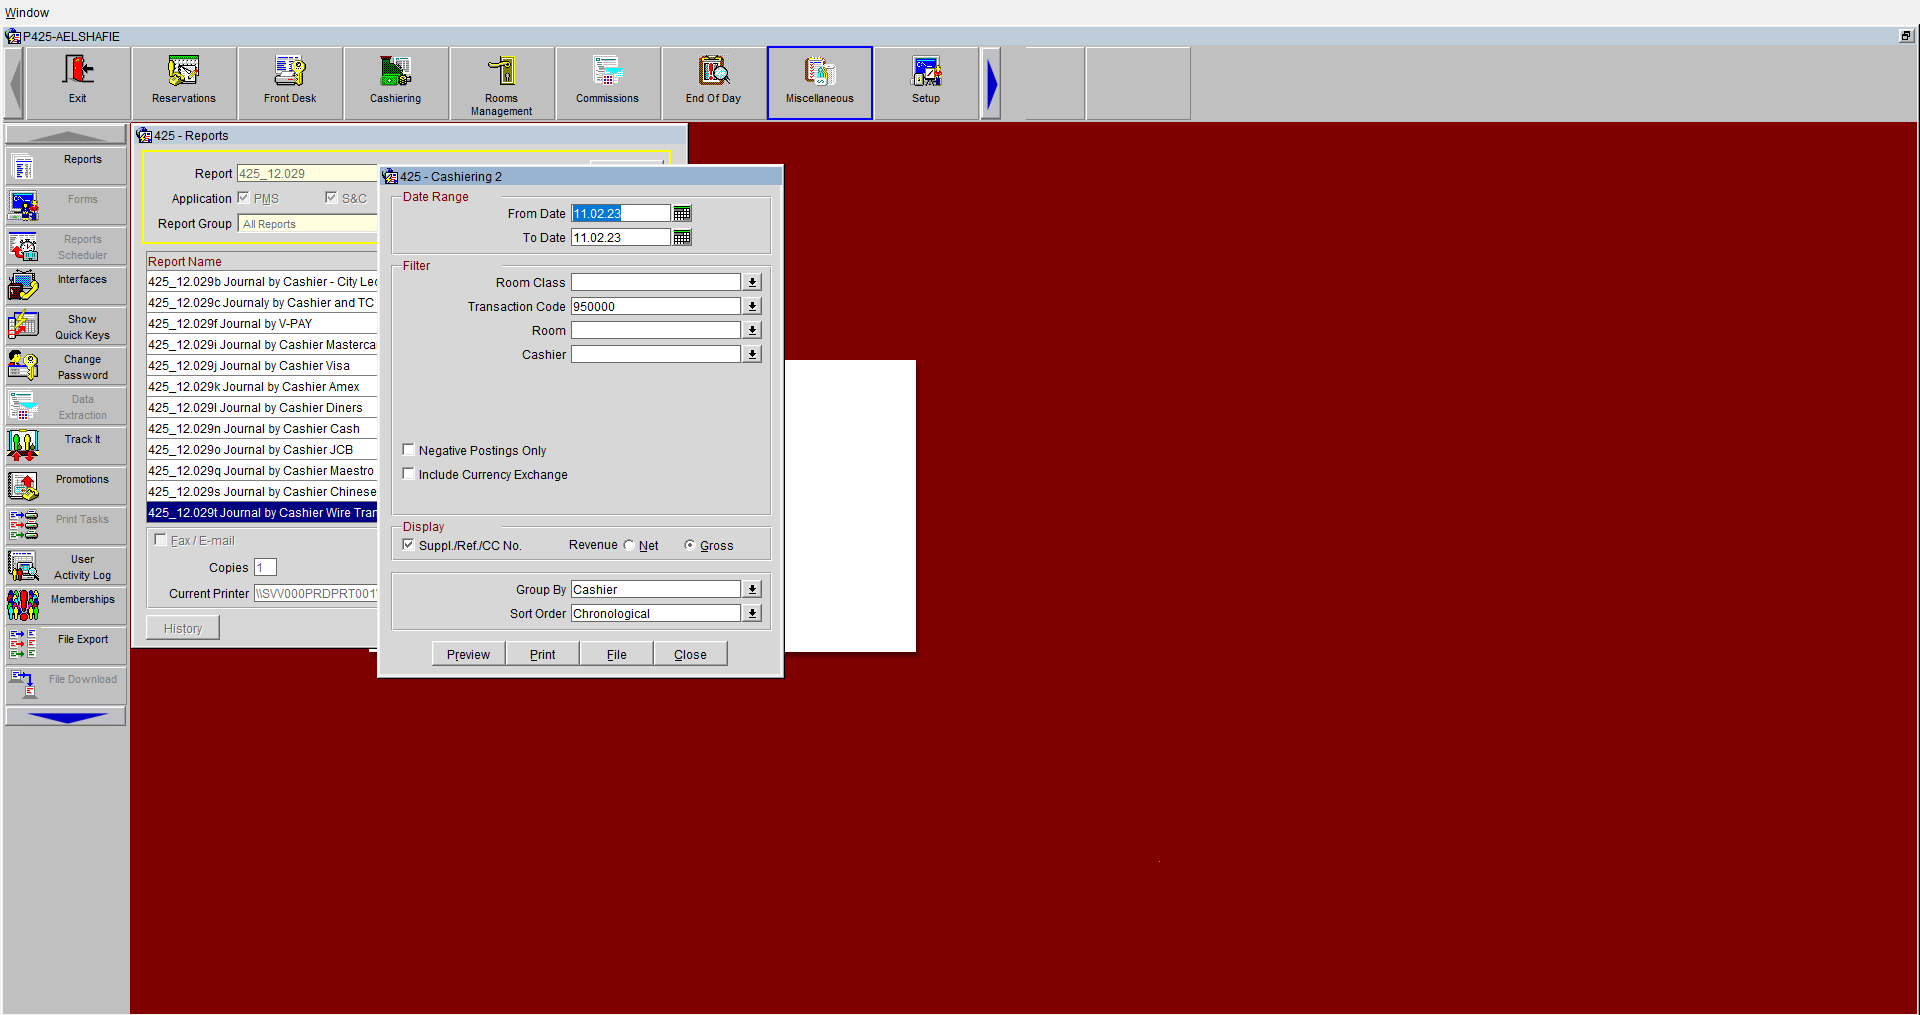 Window
P425-AELSHAFIE
Exit
Reservations
Front Desk
Cashiering
Rooms
Management
Commissions
End Of Day
Miscellaneous
Setup
Reports
Forms
Reports
Scheduler
Interfaces
Show
Quick Keys
Change
Password
Data
Extraction
Track It
Promotions
Print Tasks
User
Activity Log
Memberships
File Export
File Download
425 - Reports
Report 425_12.029
Application PMS S&C
Report Group All Reports
Report Name
425_12.029b Journal by Cashier - City Led
425_12.029c Journaly by Cashier and TC
425_12.029f Journal by V-PAY
425_12.029i Journal by Cashier Masterca
425_12.029j Journal by Cashier Visa
425_12.029k Journal by Cashier Amex
425_12.029l Journal by Cashier Diners
425_12.029n Journal by Cashier Cash
425_12.029o Journal by Cashier JCB
425_12.029q Journal by Cashier Maestro
425_12.029s Journal by Cashier Chinese
425_12.029t Journal by Cashier Wire Tran
Fax / E-mail
Copies 1
Current Printer \\SVV000PRDPRT001\
History
425 - Cashiering 2
Date Range
From Date 11.02.23
To Date 11.02.23
Filter
Room Class
Transaction Code 950000
Room
Cashier
Negative Postings Only
Include Currency Exchange
Display
Suppl./Ref./CC No. Revenue Net Gross
Group By Cashier
Sort Order Chronological
Preview Print File Close